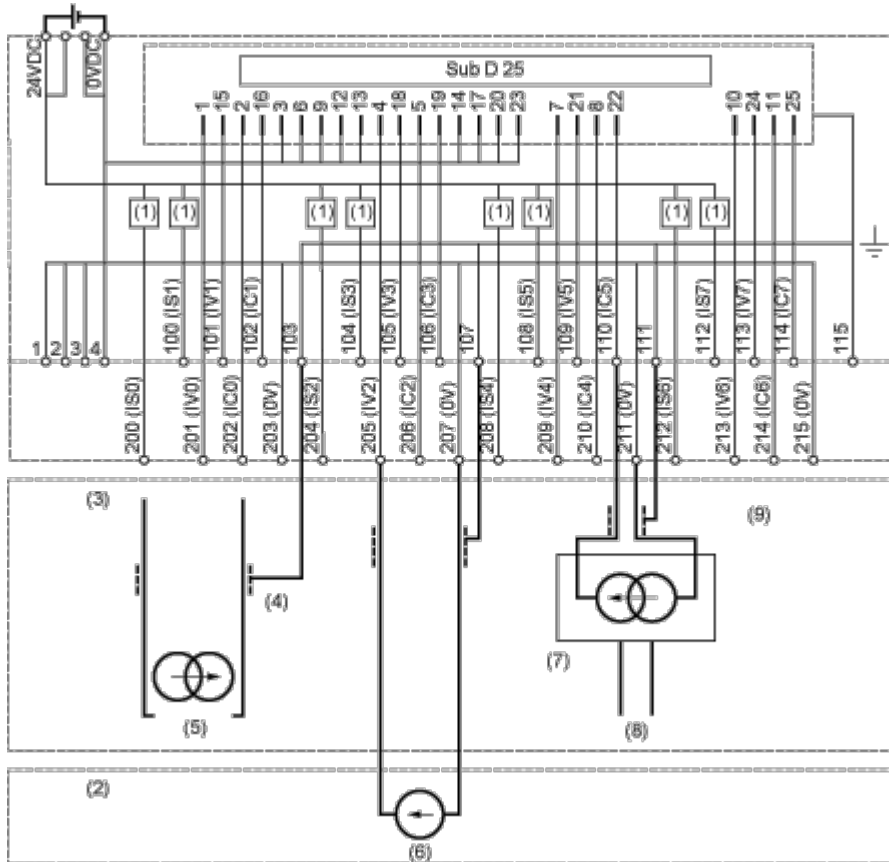 24VDC
0VDC
Sub D 25
1
15
2
16
3
6
9
12
13
4
18
5
19
14
17
20
23
7
21
8
22
10
24
11
25
(1)
(1)
(1)
(1)
(1)
(1)
(1)
(1)
1
2
3
4
100 (IS1)
101 (IV1)
102 (IC1)
103
104 (IS3)
105 (IV3)
106 (IC3)
107
108 (IS5)
109 (IV5)
110 (IC5)
111
112 (IS7)
113 (IV7)
114 (IC7)
115
200 (IS0)
201 (IV0)
202 (IC0)
203 (0V)
204 (IS2)
205 (IV2)
206 (IC2)
207 (0V)
208 (IS4)
209 (IV4)
210 (IC4)
211 (0V)
212 (IS6)
213 (IV6)
214 (IC6)
215 (0V)
(3)
(9)
(4)
(7)
(5)
(8)
(2)
(6)